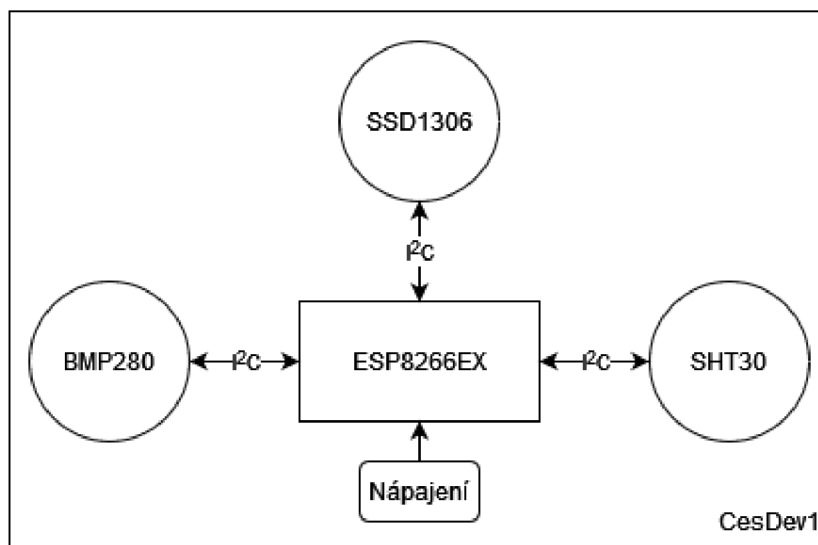 SSD1306
I²C
BMP280
I²C
ESP8266EX
I²C
SHT30
Nápajení
CesDev1